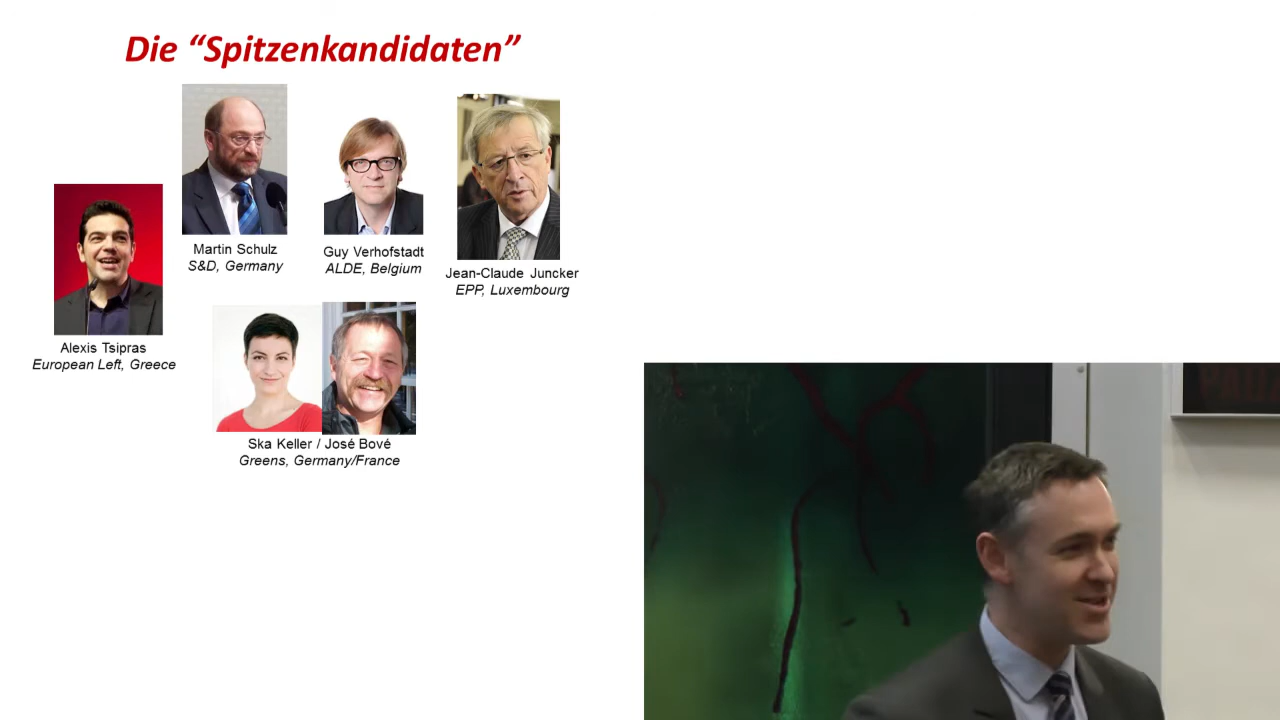 Die “Spitzenkandidaten”
Martin Schulz
S&D, Germany
Guy Verhofstadt
ALDE, Belgium
Jean-Claude Juncker
EPP, Luxembourg
Alexis Tsipras
European Left, Greece
Ska Keller / José Bové
Greens, Germany/France